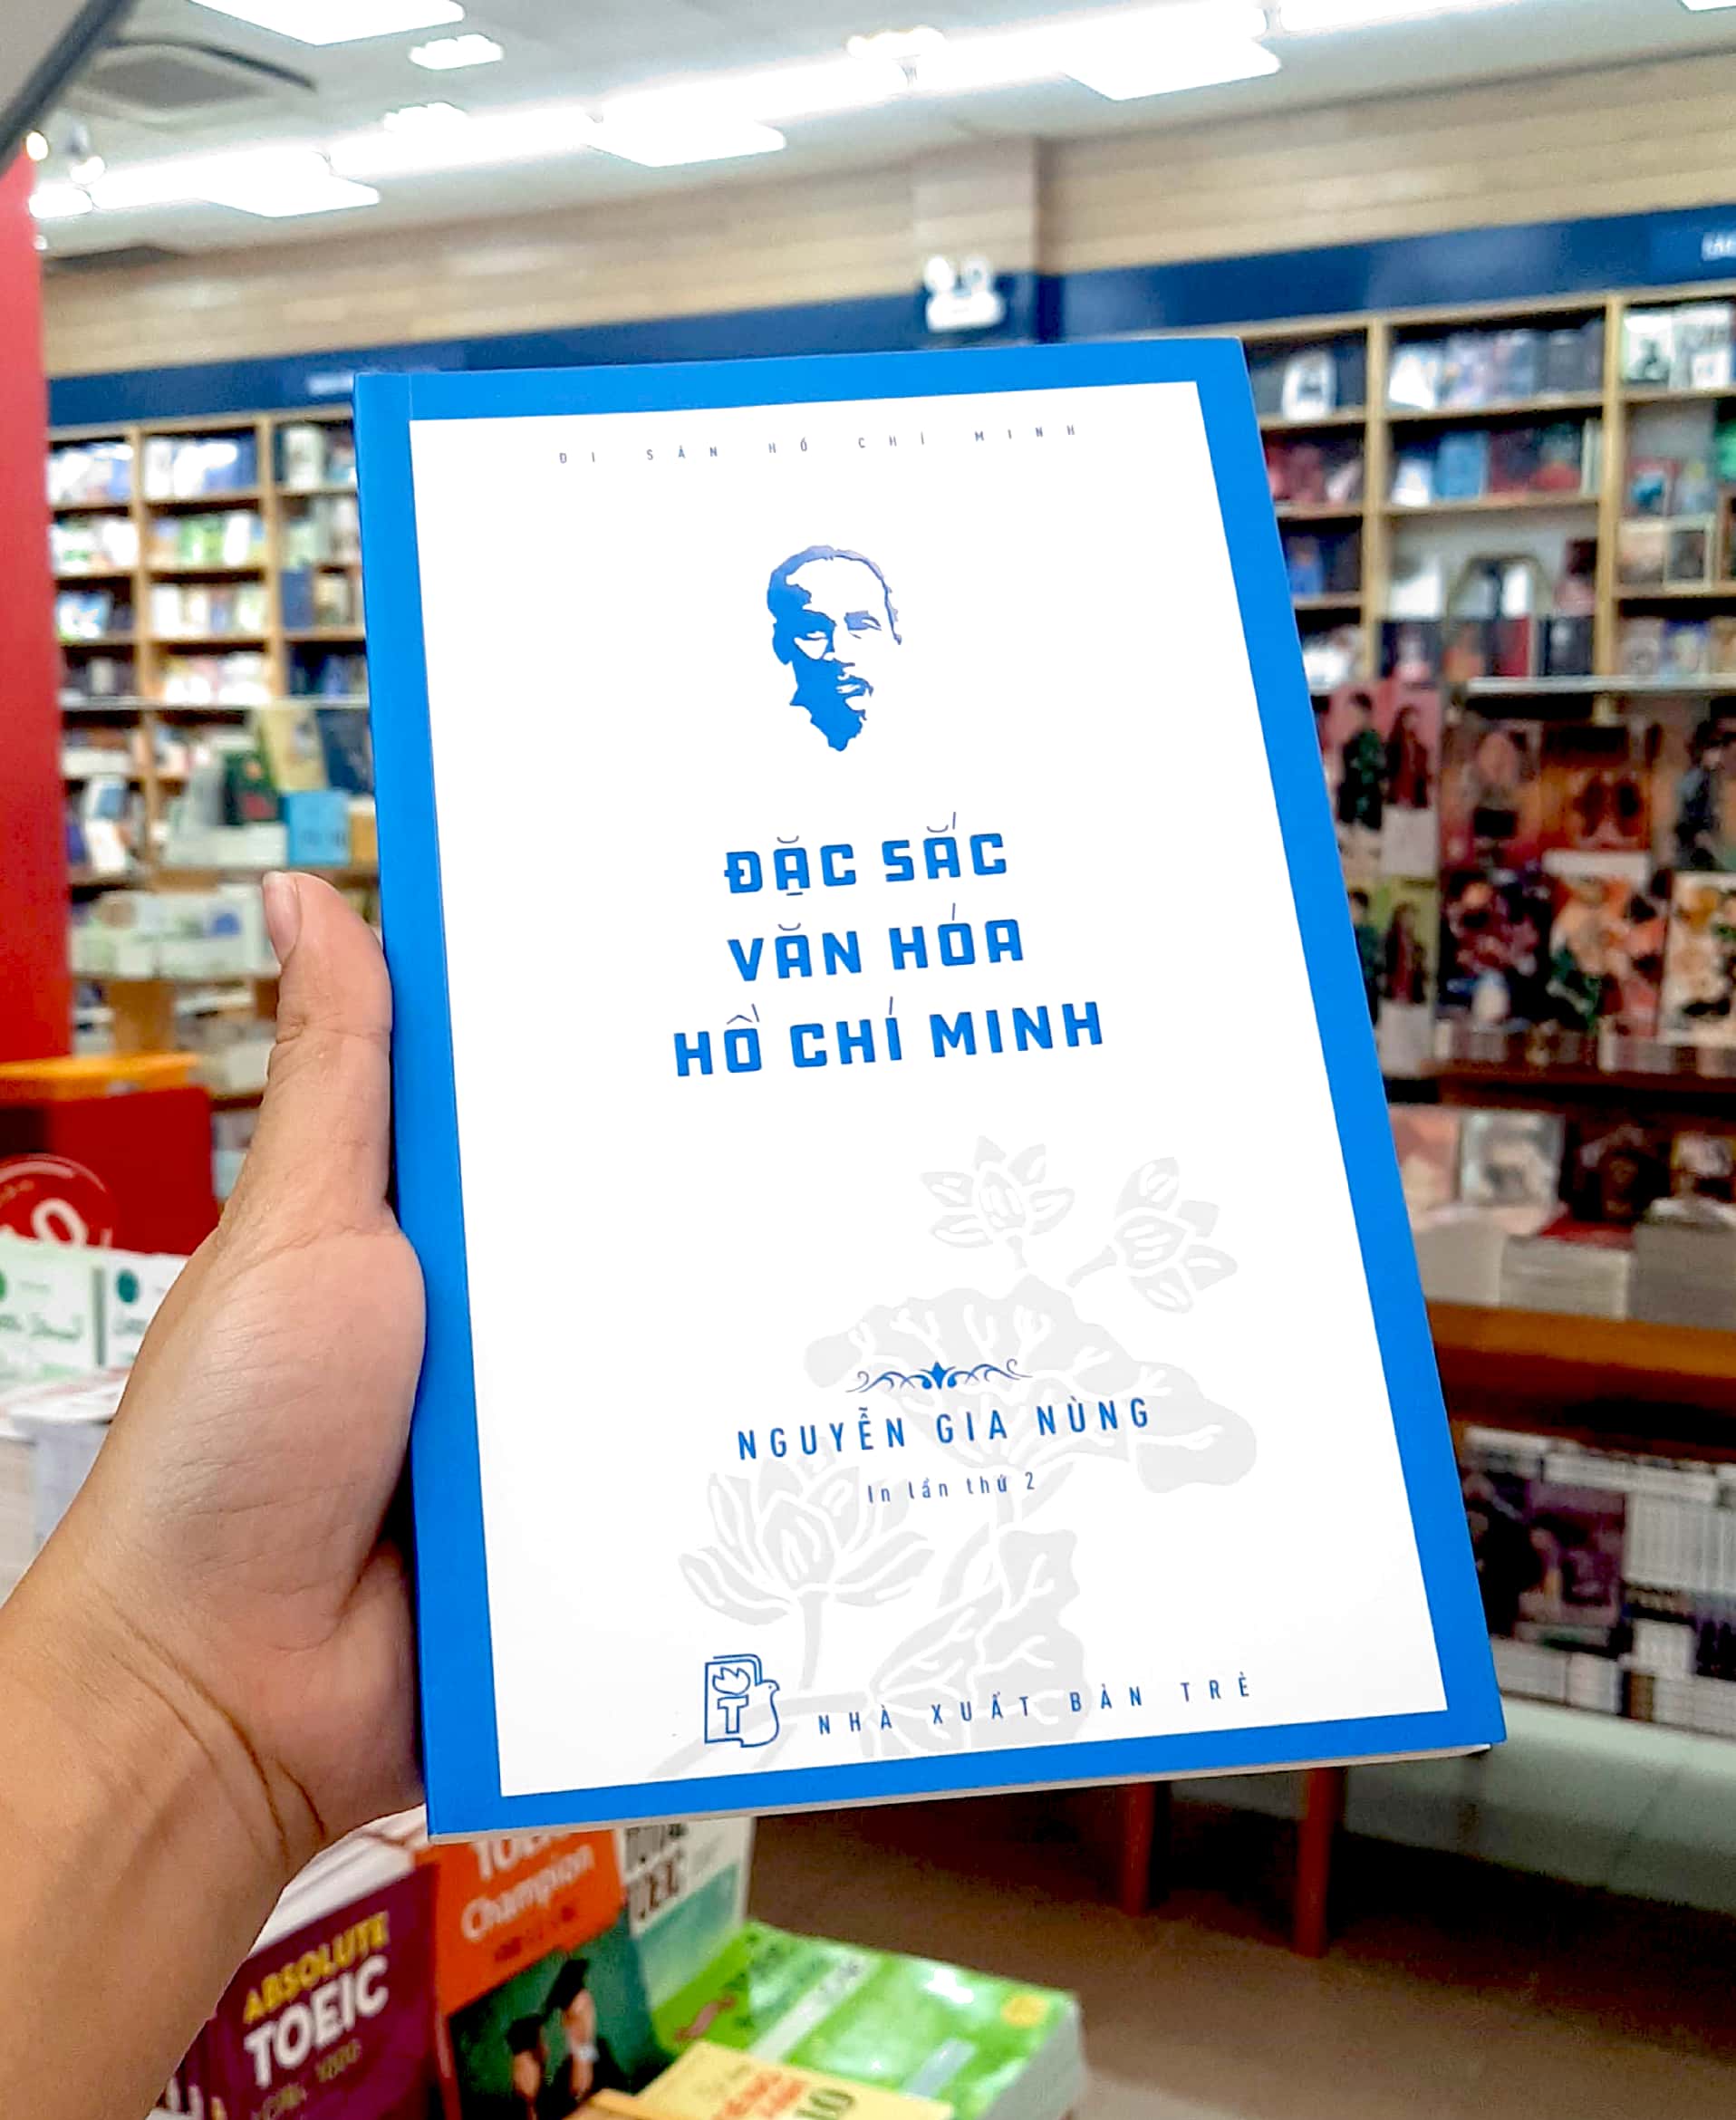 DI SẢN HỒ CHÍ MINH
ĐẶC SẮC
VĂN HÓA
HỒ CHÍ MINH
NGUYỄN GIA NÙNG
In lần thứ 2
T
NHÀ XUẤT BẢN TRẺ
ABSOLUTE
TOEIC
Champion
10